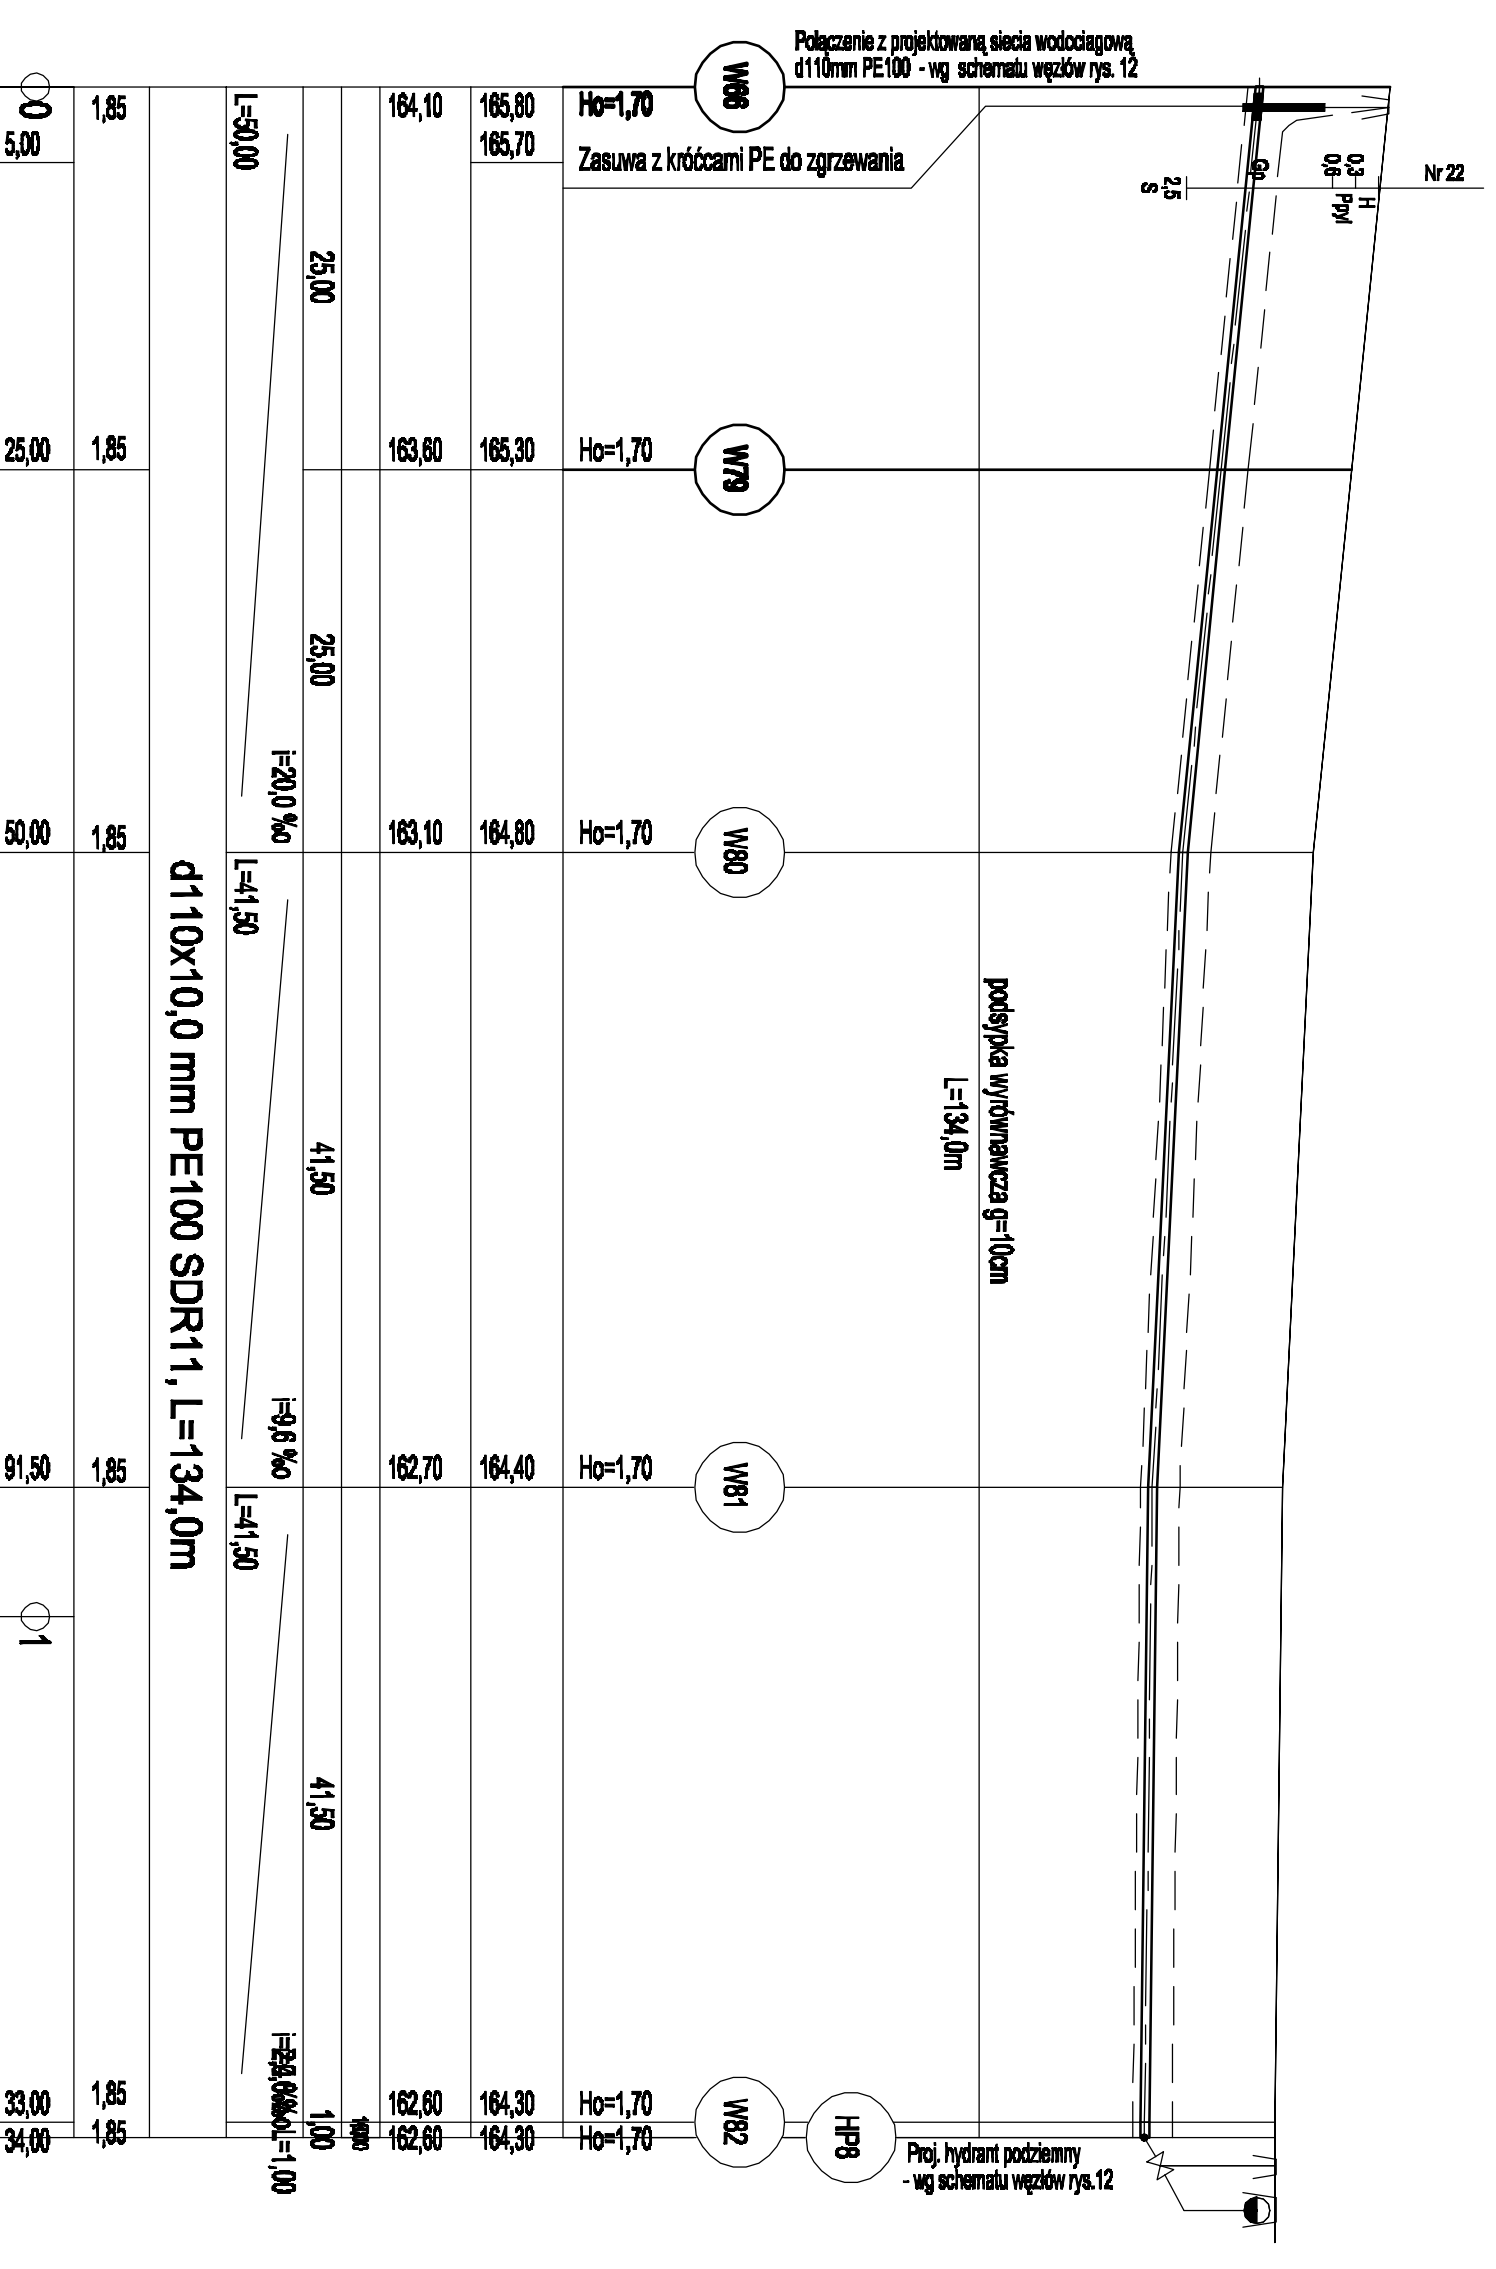 Połączenie z projektowaną siecia wodociagową
d110mm PE100 - wg schematu węzłów rys. 12
W66
0
1,85
L=50,00
164,10
165,80
Ho=1,70
5,00
165,70
Zasuwa z króćcami PE do zgrzewania
Gp
0,6
0,3
Nr 22
S
2,5
Ppyl
H
25,00
25,00
1,85
163,60
165,30
Ho=1,70
W79
25,00
i=20,0 %0
50,00
1,85
163,10
164,80
Ho=1,70
W80
L=41,50
d110x10,0 mm PE100 SDR11, L=134,0m
podsypka wyrównawcza g=10cm
L=134,0m
41,50
i=9,6 %0
91,50
1,85
162,70
164,40
Ho=1,70
W81
L=41,50
1
41,50
33,00
1,85
162,60
164,30
Ho=1,70
W82
HP8
34,00
1,85
L=1,00
1,00
162,60
164,30
Ho=1,70
Proj. hydrant podziemny
- wg schematu węzłów rys.12